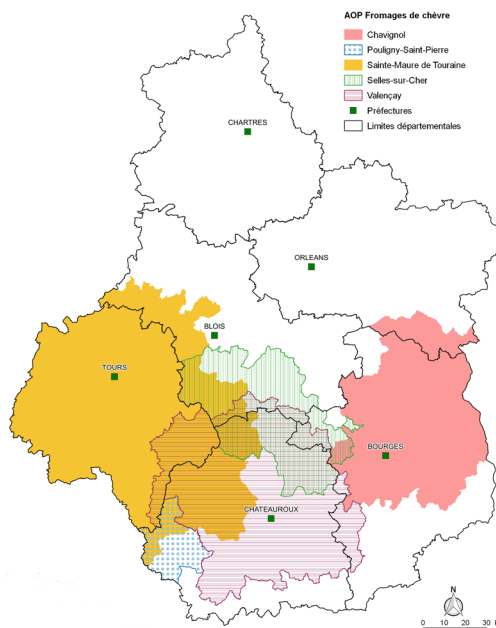 AOP Fromages de chèvre
Chavignol
Pouligny-Saint-Pierre
Sainte-Maure de Touraine
Selles-sur-Cher
Valençay
Préfectures
Limites départementales
CHARTRES
ORLEANS
BLOIS
TOURS
BOURGES
CHATEAUROUX
N
0 10 20 30